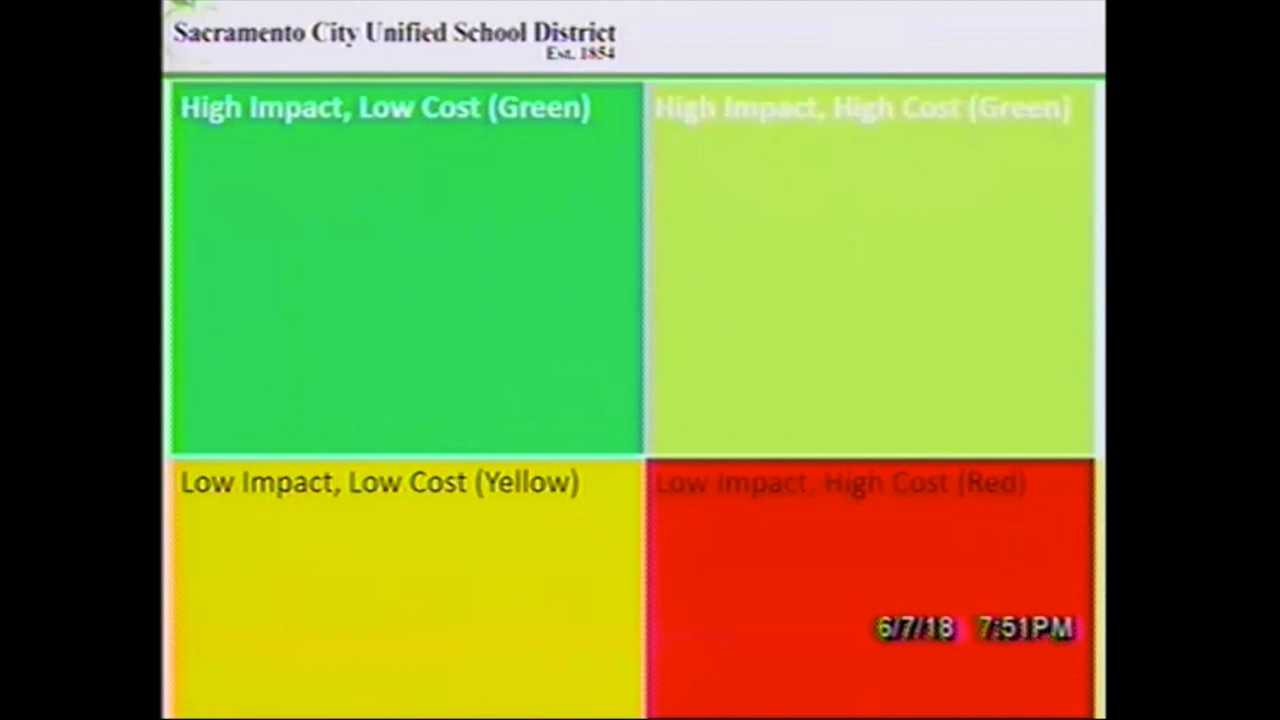 Sacramento City Unified School District
Est. 1854
High Impact, Low Cost (Green)
High Impact, High Cost (Green)
Low Impact, Low Cost (Yellow)
Low Impact, High Cost (Red)
6/7/18 7:51PM